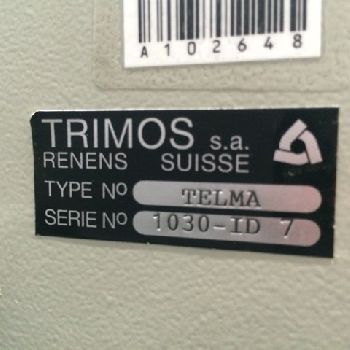 A102648
TRIMOS s.a.
RENENS SUISSE
TYPE No TELMA
SERIE No 1030-ID 7